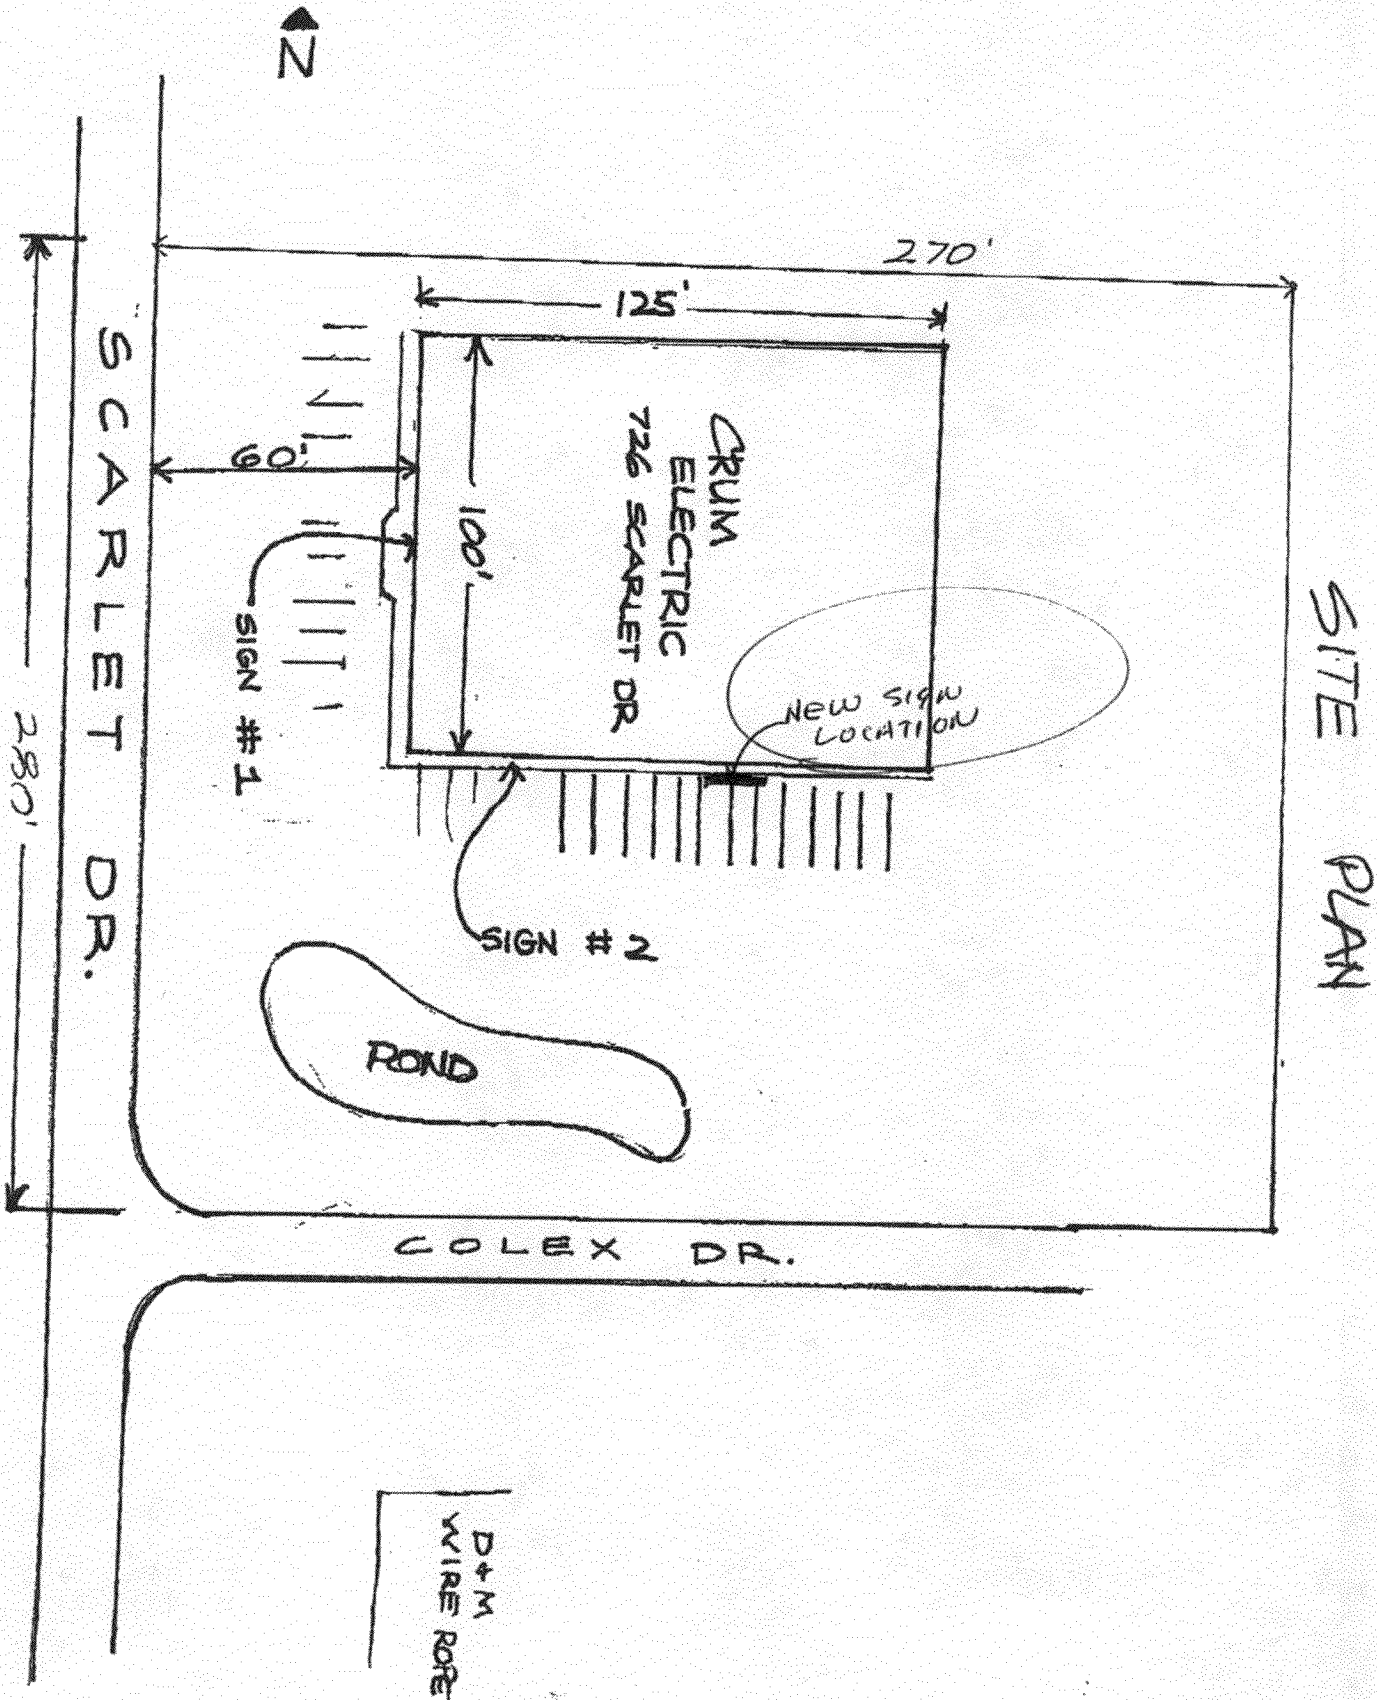 N
SITE PLAN
270'
125'
CRUM
ELECTRIC
726 SCARLET DR
100'
60'
SIGN #1
NEW SIGN
LOCATION
SIGN #2
SCARLET DR.
280'
POND
COLEX DR.
D&M
WIRE ROPE